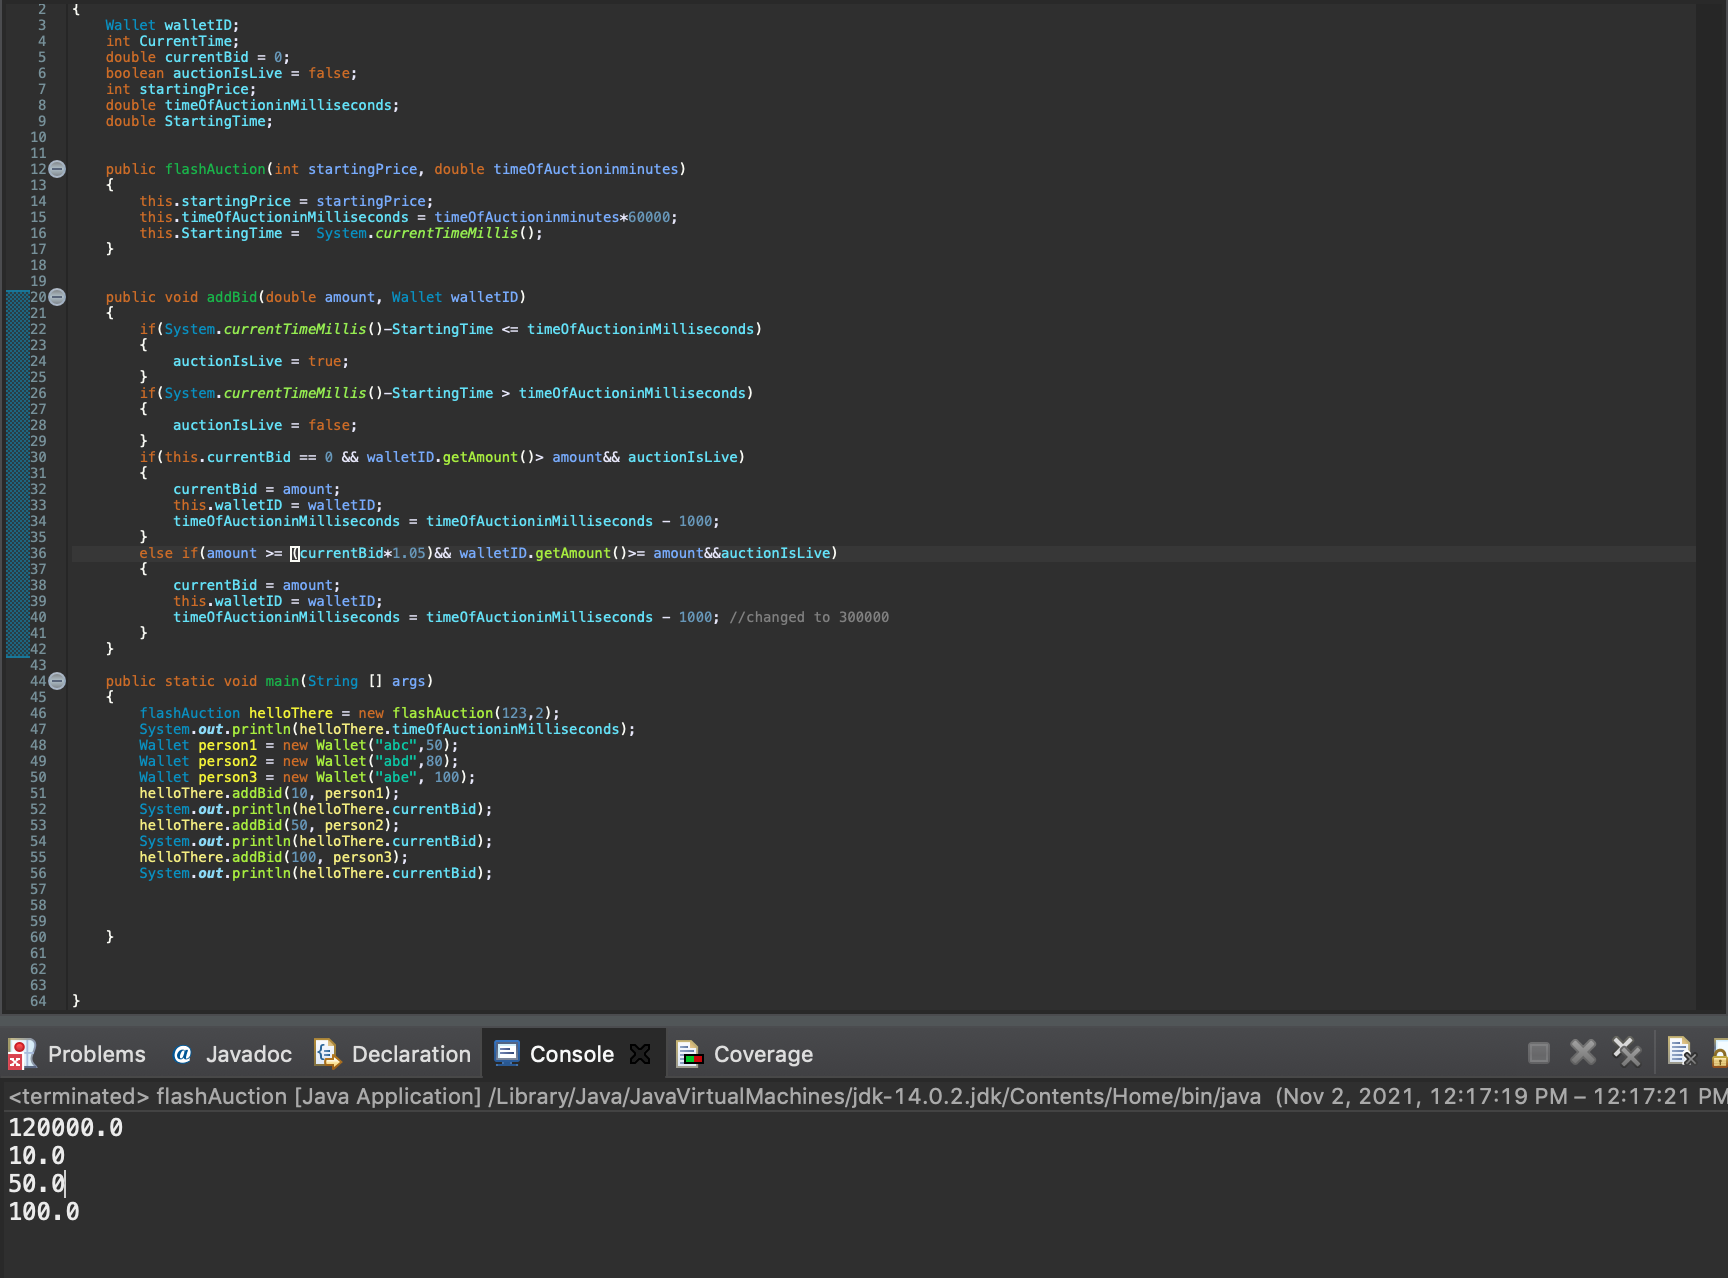 2 {
3 Wallet walletID;
4 int CurrentTime;
5 double currentBid = 0;
6 boolean auctionIsLive = false;
7 int startingPrice;
8 double timeOfAuctioninMilliseconds;
9 double StartingTime;
10
11
12 public flashAuction(int startingPrice, double timeOfAuctioninminutes)
13 {
14 this.startingPrice = startingPrice;
15 this.timeOfAuctioninMilliseconds = timeOfAuctioninminutes*60000;
16 this.StartingTime =  System.currentTimeMillis();
17 }
18
19
20 public void addBid(double amount, Wallet walletID)
21 {
22 if(System.currentTimeMillis()-StartingTime <= timeOfAuctioninMilliseconds)
23 {
24 auctionIsLive = true;
25 }
26 if(System.currentTimeMillis()-StartingTime > timeOfAuctioninMilliseconds)
27 {
28 auctionIsLive = false;
29 }
30 if(this.currentBid == 0 && walletID.getAmount()> amount&& auctionIsLive)
31 {
32 currentBid = amount;
33 this.walletID = walletID;
34 timeOfAuctioninMilliseconds = timeOfAuctioninMilliseconds - 1000;
35 }
36 else if(amount >= (currentBid*1.05)&& walletID.getAmount()>= amount&&auctionIsLive)
37 {
38 currentBid = amount;
39 this.walletID = walletID;
40 timeOfAuctioninMilliseconds = timeOfAuctioninMilliseconds - 1000; //changed to 300000
41 }
42 }
43
44 public static void main(String [] args)
45 {
46 flashAuction helloThere = new flashAuction(123,2);
47 System.out.println(helloThere.timeOfAuctioninMilliseconds);
48 Wallet person1 = new Wallet("abc",50);
49 Wallet person2 = new Wallet("abd",80);
50 Wallet person3 = new Wallet("abe", 100);
51 helloThere.addBid(10, person1);
52 System.out.println(helloThere.currentBid);
53 helloThere.addBid(50, person2);
54 System.out.println(helloThere.currentBid);
55 helloThere.addBid(100, person3);
56 System.out.println(helloThere.currentBid);
57
58
59
60 }
61
62
63
64 }
Problems @ Javadoc Declaration Console Coverage
<terminated> flashAuction [Java Application] /Library/Java/JavaVirtualMachines/jdk-14.0.2.jdk/Contents/Home/bin/java (Nov 2, 2021, 12:17:19 PM – 12:17:21 PM
120000.0
10.0
50.0
100.0